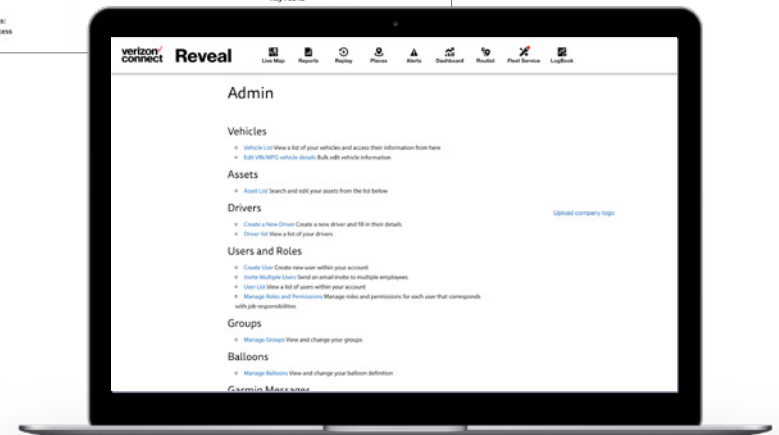 s:
cess
verizon✓
connect
Reveal
Live Map
Reports
Replay
Places
Alerts
Dashboard
Routist
Fleet Service
LogBook
Admin
Vehicles
Vehicle List View a list of your vehicles and access their information from here
Edit VIN/MPG vehicle details Bulk edit vehicle information
Assets
Asset List Search and edit your assets from the list below
Drivers
Upload company logo
Create a New Driver Create a new driver and fill in their details
Driver list View a list of your drivers
Users and Roles
Create User Create new user within your account
Invite Multiple Users Send an email invite to multiple employees
User List View a list of users within your account
Manage Roles and Permissions Manage roles and permissions for each user that corresponds
with job responsibilities
Groups
Manage Groups View and change your groups
Balloons
Manage Balloons View and change your balloon definition
Garmin Messages